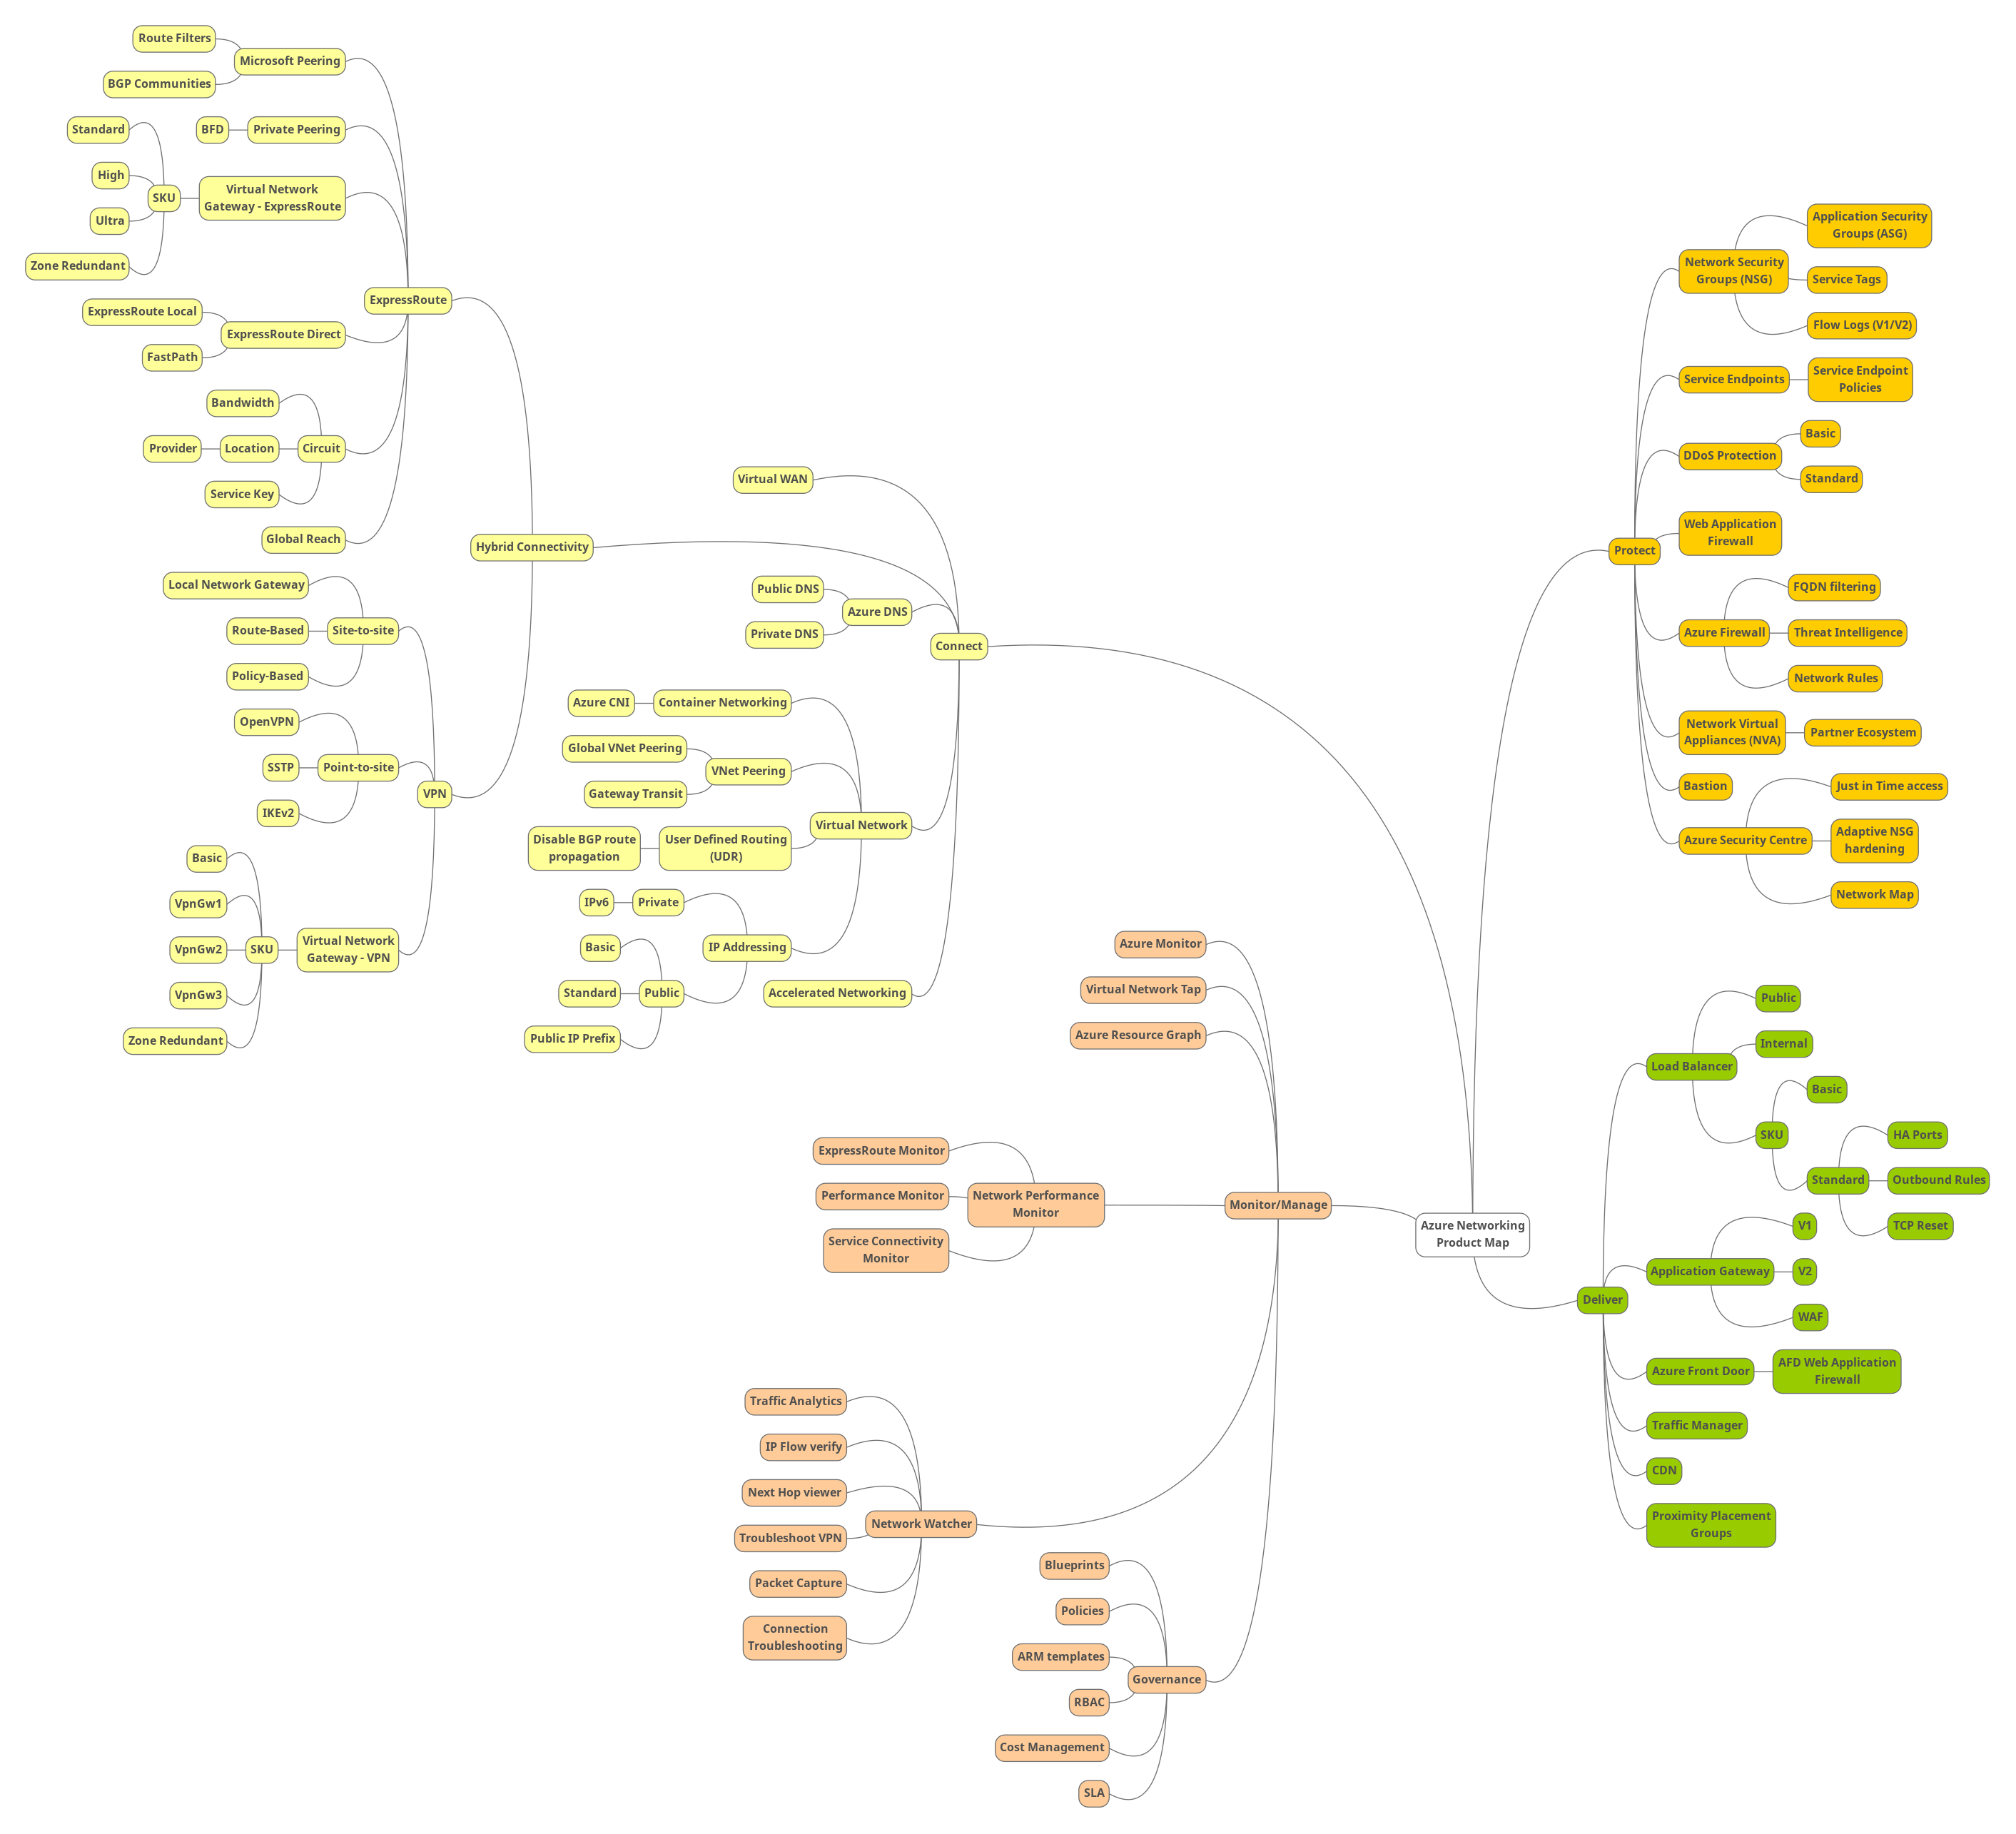 Azure Networking
Product Map
Connect
Virtual WAN
Hybrid Connectivity
ExpressRoute
Microsoft Peering
Route Filters
BGP Communities
Private Peering
BFD
Virtual Network
Gateway - ExpressRoute
SKU
Standard
High
Ultra
Zone Redundant
ExpressRoute Direct
ExpressRoute Local
FastPath
Circuit
Bandwidth
Location
Provider
Service Key
Global Reach
VPN
Site-to-site
Local Network Gateway
Route-Based
Policy-Based
Point-to-site
OpenVPN
SSTP
IKEv2
Virtual Network
Gateway - VPN
SKU
Basic
VpnGw1
VpnGw2
VpnGw3
Zone Redundant
Azure DNS
Public DNS
Private DNS
Virtual Network
Container Networking
Azure CNI
VNet Peering
Global VNet Peering
Gateway Transit
User Defined Routing
(UDR)
Disable BGP route
propagation
IP Addressing
Private
IPv6
Public
Basic
Standard
Public IP Prefix
Accelerated Networking
Protect
Network Security
Groups (NSG)
Application Security
Groups (ASG)
Service Tags
Flow Logs (V1/V2)
Service Endpoints
Service Endpoint
Policies
DDoS Protection
Basic
Standard
Web Application
Firewall
Azure Firewall
FQDN filtering
Threat Intelligence
Network Rules
Network Virtual
Appliances (NVA)
Partner Ecosystem
Bastion
Azure Security Centre
Just in Time access
Adaptive NSG
hardening
Network Map
Monitor/Manage
Azure Monitor
Virtual Network Tap
Azure Resource Graph
Network Performance
Monitor
ExpressRoute Monitor
Performance Monitor
Service Connectivity
Monitor
Network Watcher
Traffic Analytics
IP Flow verify
Next Hop viewer
Troubleshoot VPN
Packet Capture
Connection
Troubleshooting
Governance
Blueprints
Policies
ARM templates
RBAC
Cost Management
SLA
Deliver
Load Balancer
Public
Internal
SKU
Basic
Standard
HA Ports
Outbound Rules
TCP Reset
Application Gateway
V1
V2
WAF
Azure Front Door
AFD Web Application
Firewall
Traffic Manager
CDN
Proximity Placement
Groups